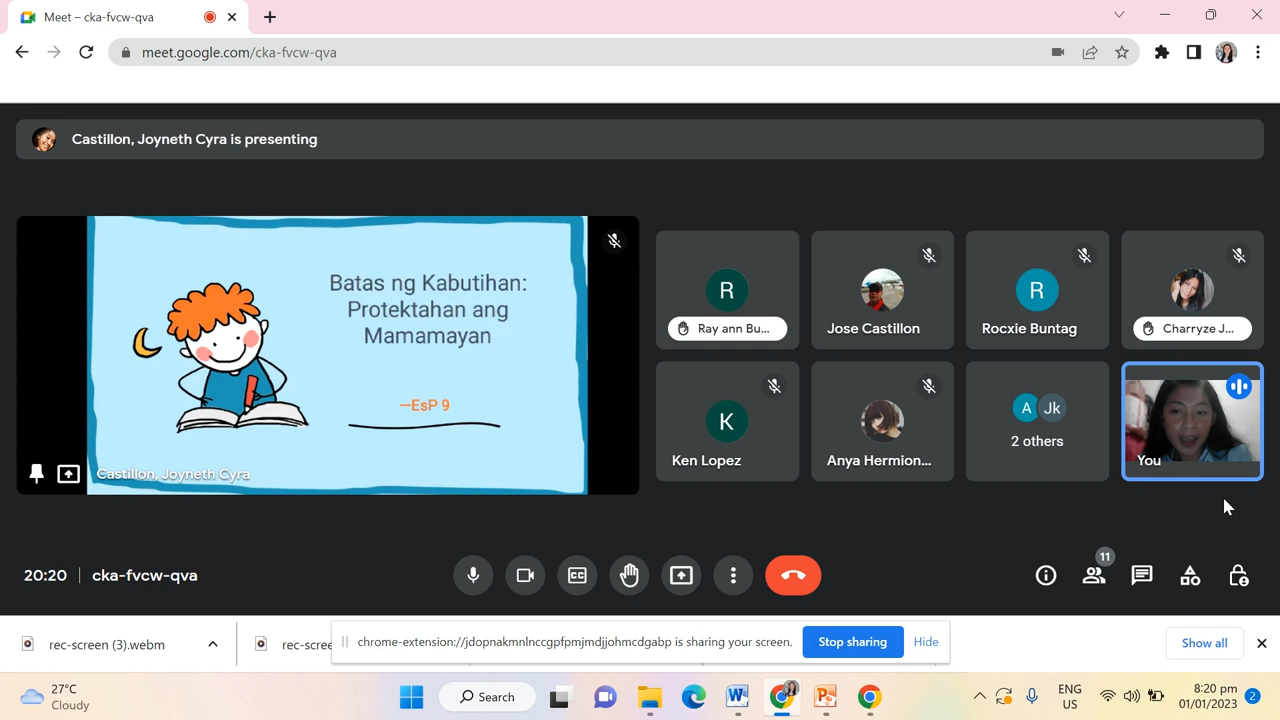 Meet – cka-fvcw-qva
meet.google.com/cka-fvcw-qva
Castillon, Joyneth Cyra is presenting
Batas ng Kabutihan:
Protektahan ang
Mamamayan
—EsP 9
Castillon, Joyneth Cyra
R
Ray ann Bu...
Jose Castillon
R
Rocxie Buntag
Charryze J...
K
Ken Lopez
Anya Hermion...
A Jk
2 others
You
20:20 | cka-fvcw-qva
11
rec-screen (3).webm
rec-scree
chrome-extension://jdopnakmnlnccgpfpmjmdjjohmcdgabp is sharing your screen.
Stop sharing
Hide
Show all
27°C
Cloudy
Search
ENG
US
8:20 pm
01/01/2023
2